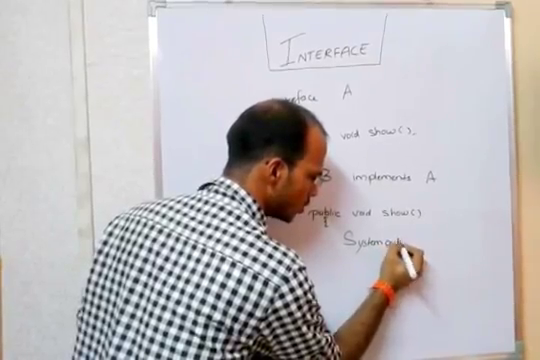 INTERFACE
A
void show();
B implements A
public void show()
{
System.out